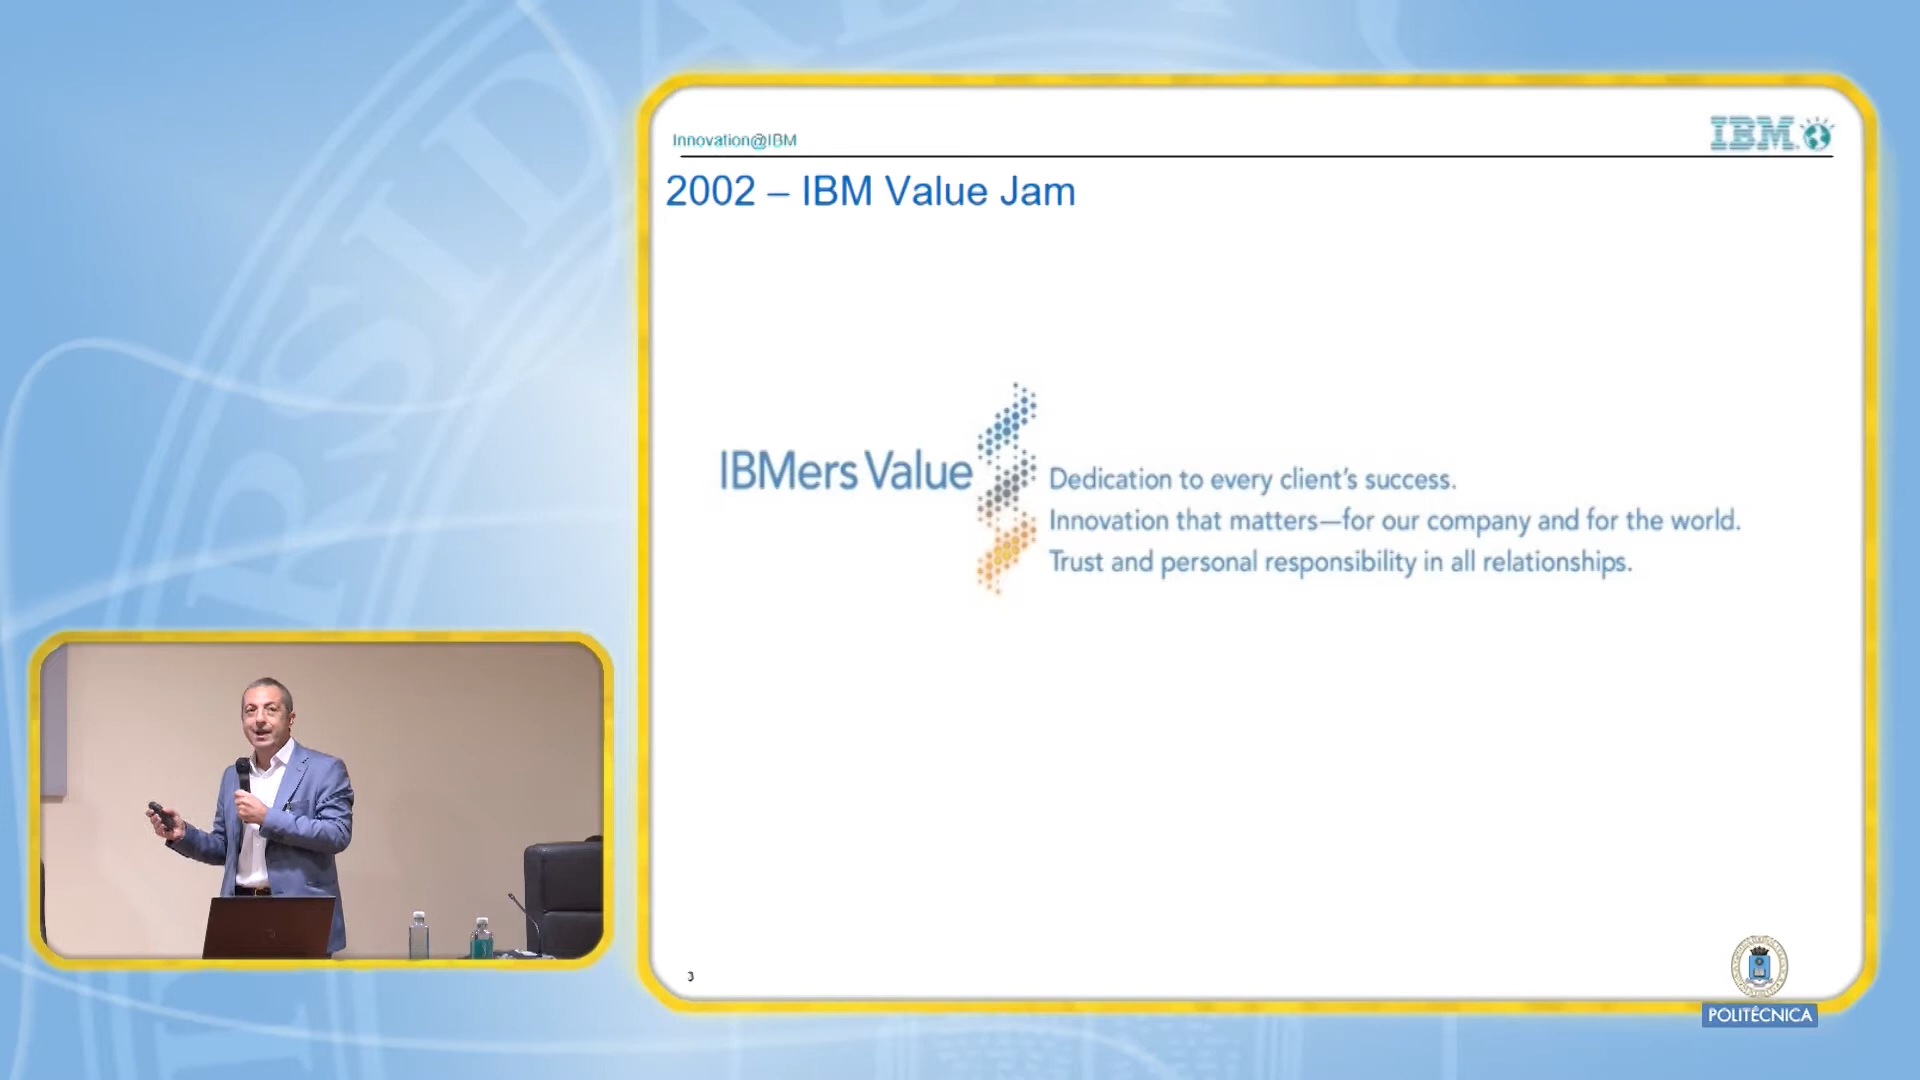 Innovation@IBM
IBM
2002 – IBM Value Jam
IBMers Value
Dedication to every client's success.
Innovation that matters—for our company and for the world.
Trust and personal responsibility in all relationships.
3
POLITÉCNICA